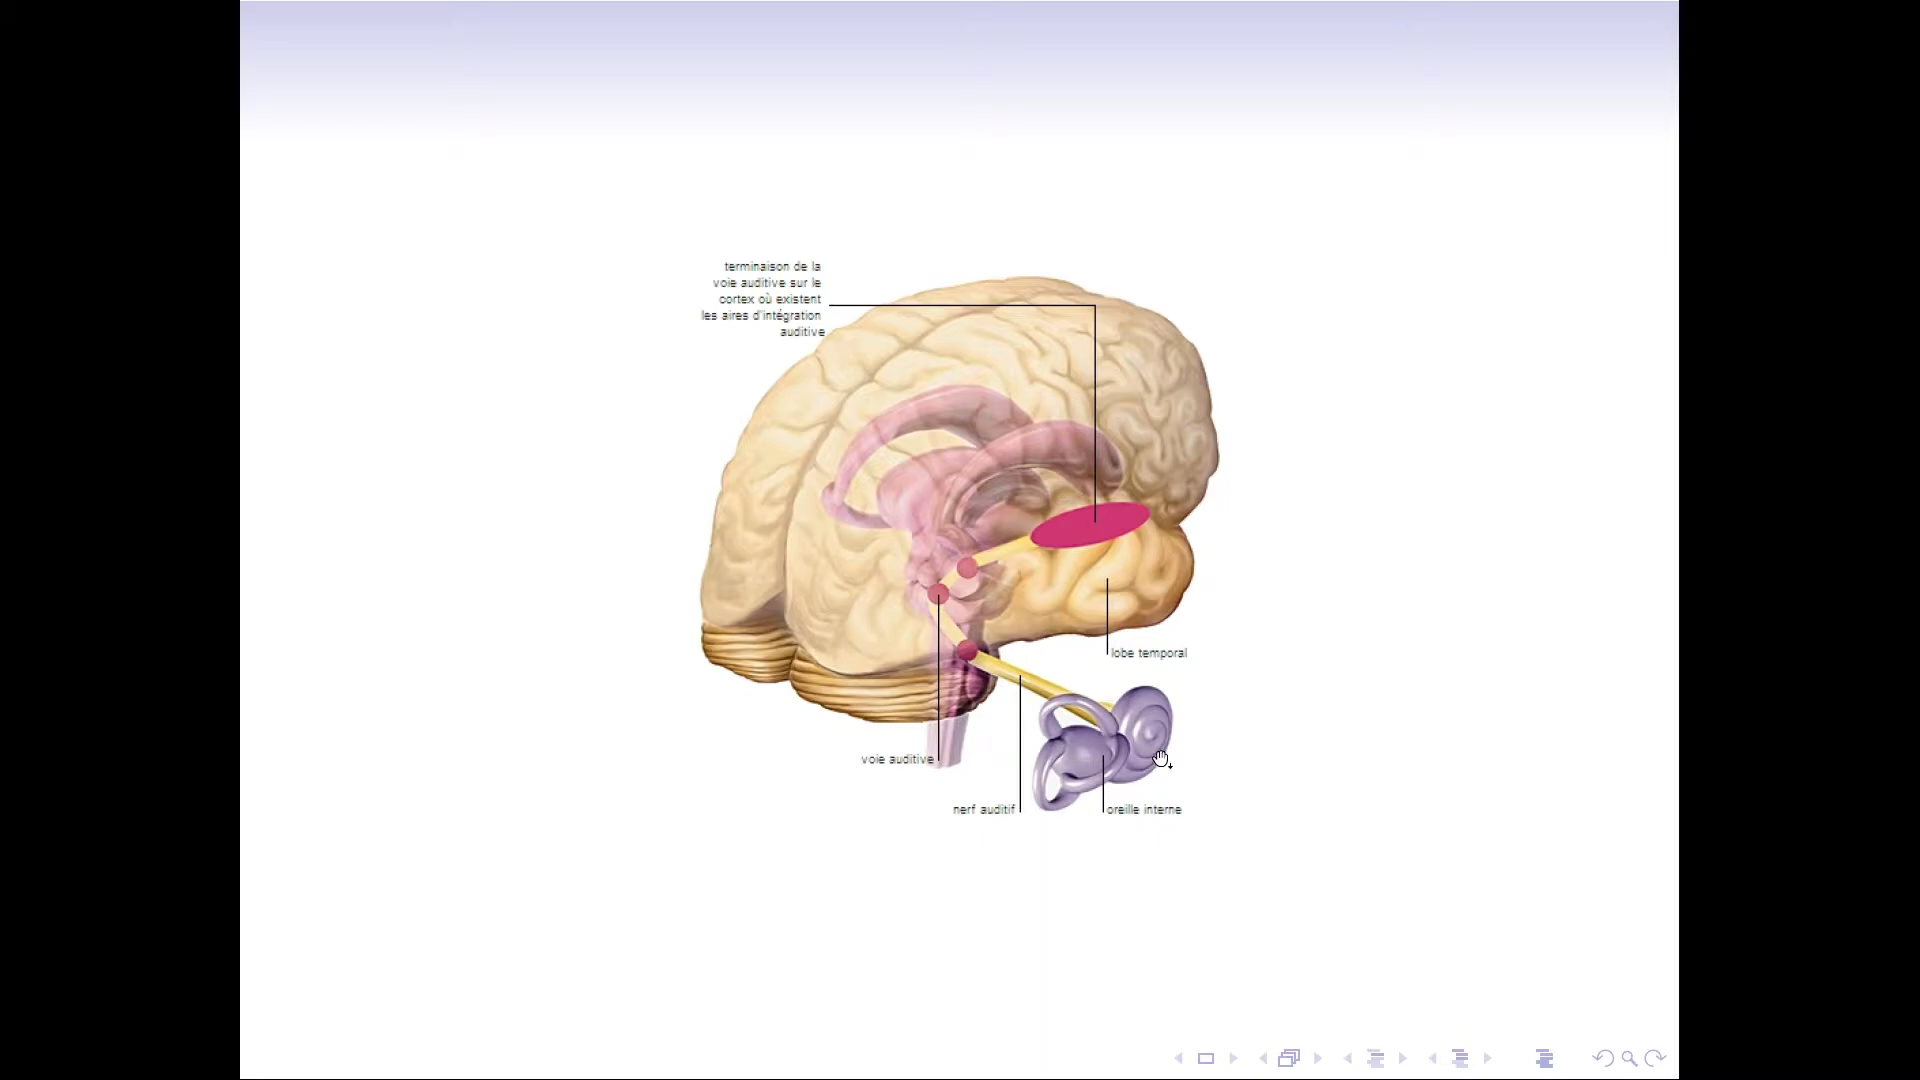 terminaison de la
voie auditive sur le
cortex où existent
les aires d'intégration
auditive
lobe temporal
voie auditive
nerf auditif
oreille interne